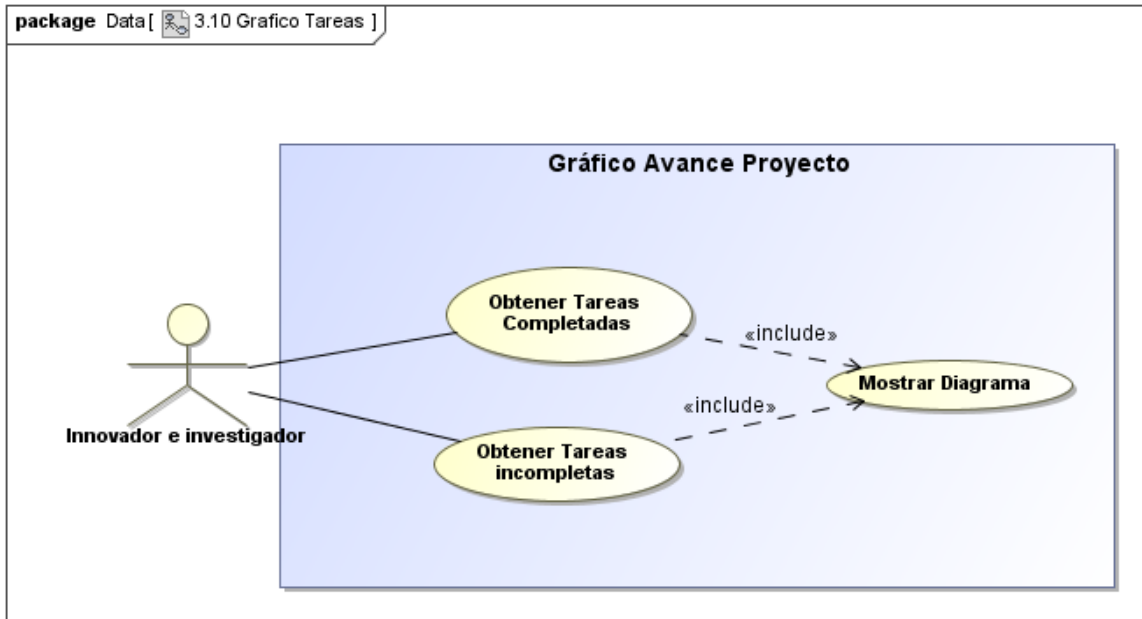 package Data [ 3.10 Grafico Tareas ]
Gráfico Avance Proyecto
Obtener Tareas
Completadas
«include»
Mostrar Diagrama
«include»
Innovador e investigador
Obtener Tareas
incompletas